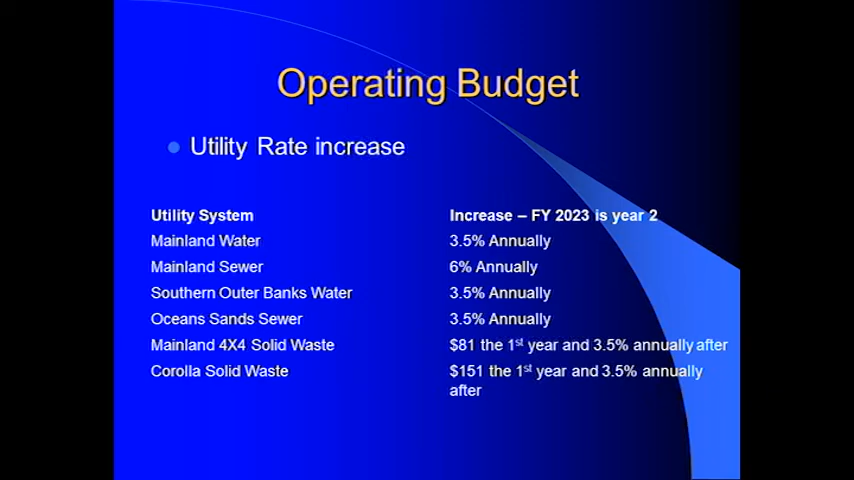 Operating Budget
Utility Rate increase
Utility System Increase – FY 2023 is year 2
Mainland Water 3.5% Annually
Mainland Sewer 6% Annually
Southern Outer Banks Water 3.5% Annually
Oceans Sands Sewer 3.5% Annually
Mainland 4X4 Solid Waste $81 the 1st year and 3.5% annually after
Corolla Solid Waste $151 the 1st year and 3.5% annually
after